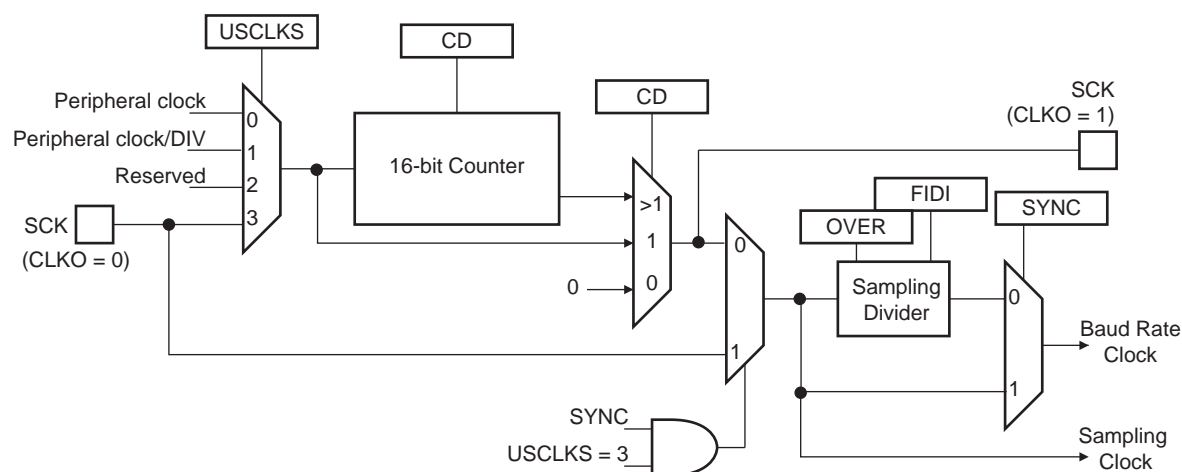 USCLKS
CD
CD
SCK
(CLKO = 1)
Peripheral clock
0
Peripheral clock/DIV
1
16-bit Counter
Reserved
2
SCK
3
(CLKO = 0)
>1
1
0
0
FIDI
SYNC
OVER
0
Sampling
Divider
0
Baud Rate
Clock
1
1
SYNC
USCLKS = 3
Sampling
Clock